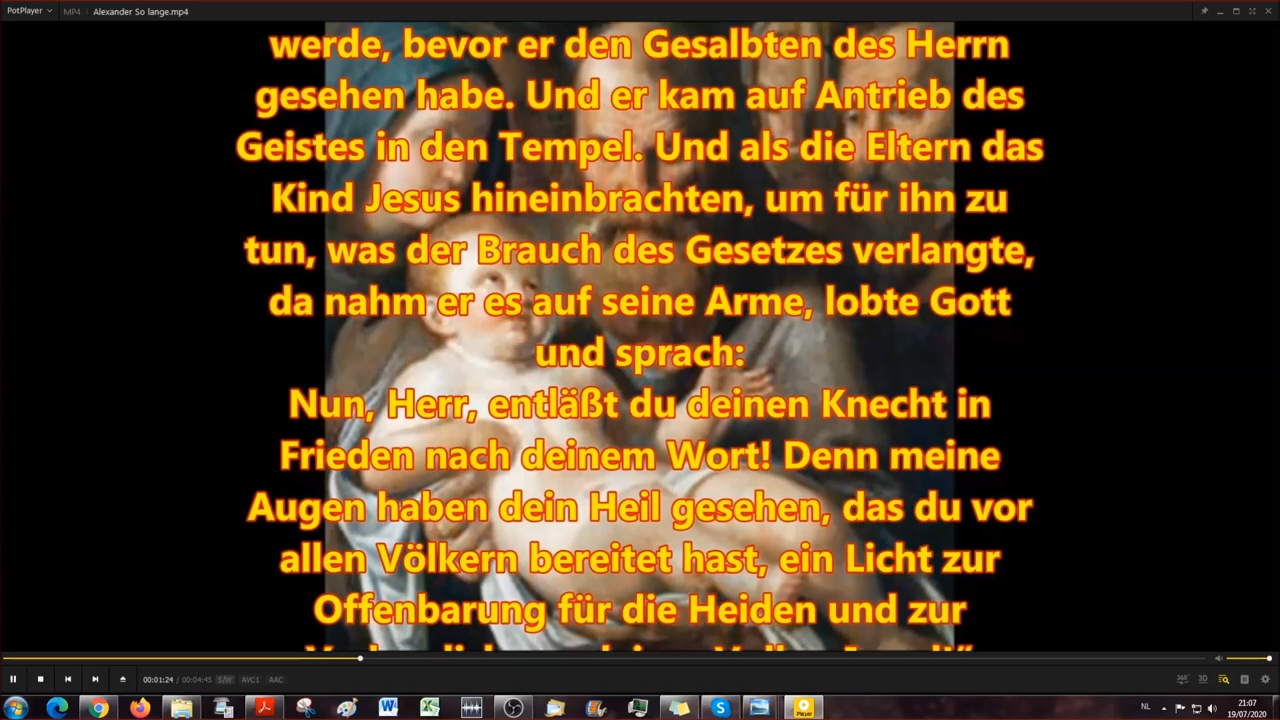 PotPlayer
MP4
Alexander So lange.mp4
werde, bevor er den Gesalbten des Herrn
gesehen habe. Und er kam auf Antrieb des
Geistes in den Tempel. Und als die Eltern das
Kind Jesus hineinbrachten, um für ihn zu
tun, was der Brauch des Gesetzes verlangte,
da nahm er es auf seine Arme, lobte Gott
und sprach:
Nun, Herr, entläßt du deinen Knecht in
Frieden nach deinem Wort! Denn meine
Augen haben dein Heil gesehen, das du vor
allen Völkern bereitet hast, ein Licht zur
Offenbarung für die Heiden und zur
00:01:24 / 00:04:45 S/W AVC1 AAC
360° 3D
NL
21:07
19/07/2020
Player